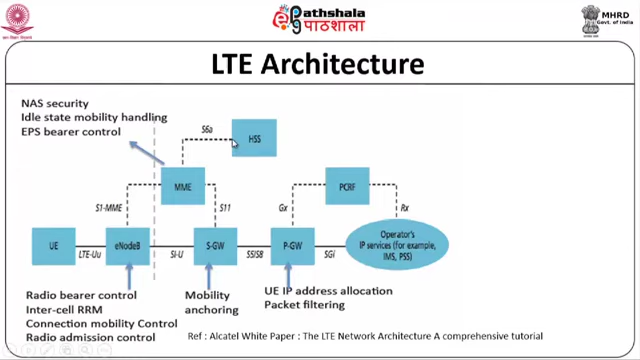 Pathshala
पाठशाला
MHRD
Govt. of India
LTE Architecture
NAS security
Idle state mobility handling
EPS bearer control
S6a
HSS
MME
PCRF
S1-MME
S11
Gx
Rx
UE
eNodeB
S-GW
P-GW
Operator's
IP services (for example,
IMS, PSS)
LTE-Uu
SI-U
S5ISB
SGi
Radio bearer control
Inter-cell RRM
Connection mobility Control
Radio admission control
Mobility
anchoring
UE IP address allocation
Packet filtering
Ref : Alcatel White Paper : The LTE Network Architecture A comprehensive tutorial